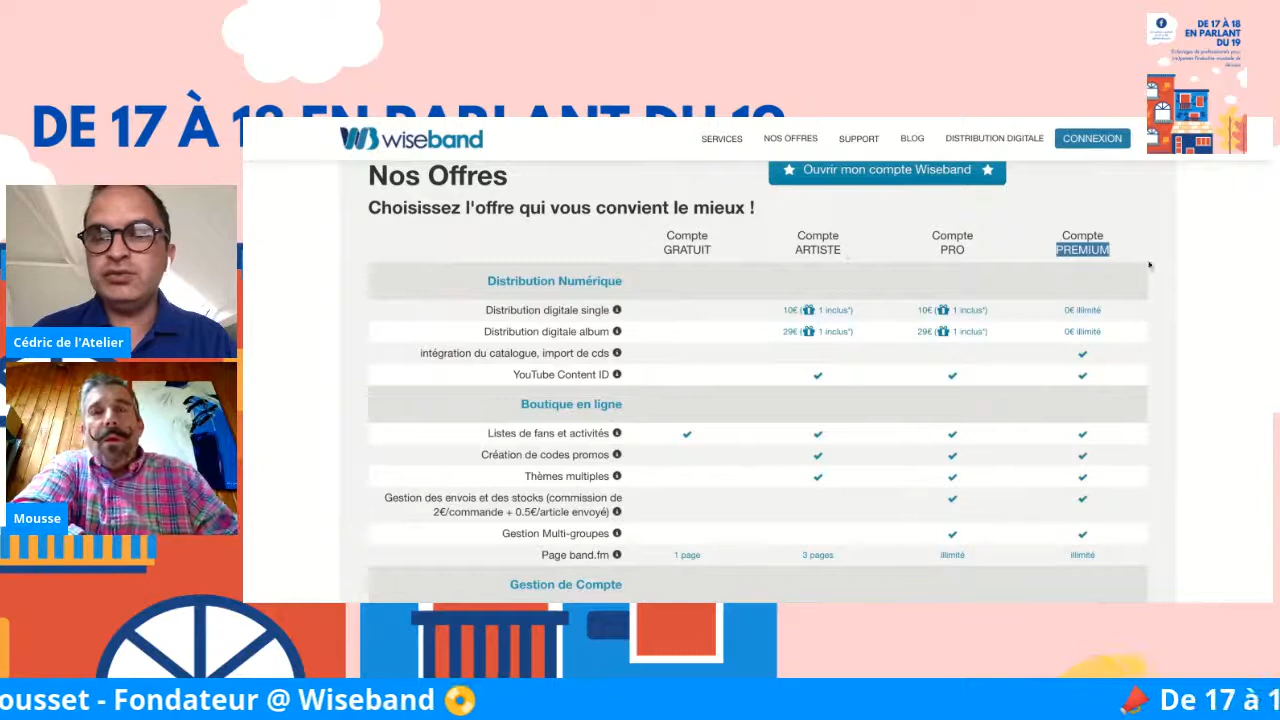 DE 17 À 18 EN PARLANT DU 19
DE 17 À 18
EN PARLANT
DU 19
wiseband
SERVICES
NOS OFFRES
SUPPORT
BLOG
DISTRIBUTION DIGITALE
CONNEXION
Nos Offres
Ouvrir mon compte Wiseband
Choisissez l'offre qui vous convient le mieux !
Compte GRATUIT
Compte ARTISTE
Compte PRO
Compte PREMIUM
Distribution Numérique
Distribution digitale single 10€ ( 1 inclus*) 10€ ( 1 inclus*) 0€ illimité
Distribution digitale album 29€ ( 1 inclus*) 29€ ( 1 inclus*) 0€ illimité
intégration du catalogue, import de cds
YouTube Content ID
Boutique en ligne
Listes de fans et activités
Création de codes promos
Thèmes multiples
Gestion des envois et des stocks (commission de
2€/commande + 0.5€/article envoyé)
Gestion Multi-groupes
Page band.fm 1 page 3 pages illimité illimité
Gestion de Compte
Cédric de l'Atelier
Mousse
ousset - Fondateur @ Wiseband
De 17 à 1